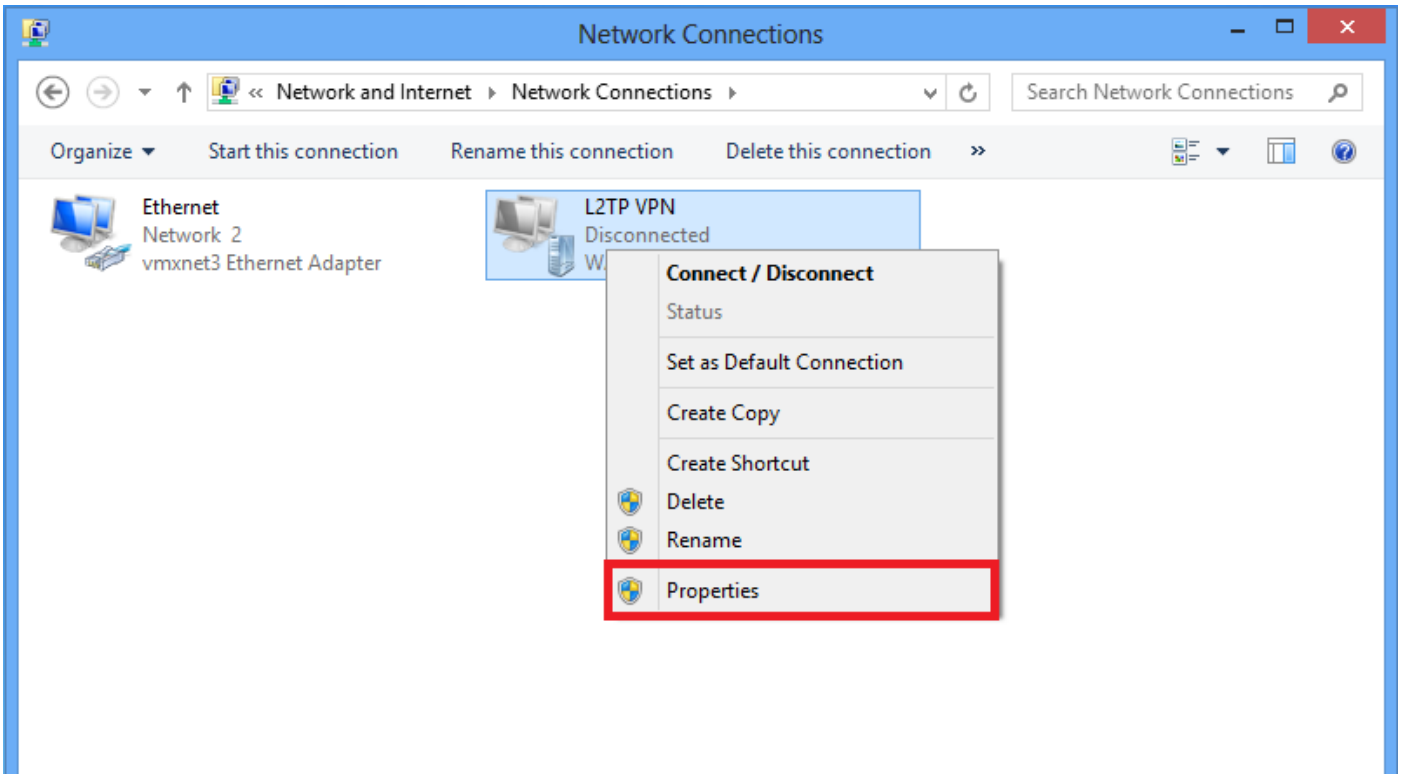 Network Connections
« Network and Internet Network Connections
Search Network Connections
Organize Start this connection Rename this connection Delete this connection »
Ethernet
Network 2
vmxnet3 Ethernet Adapter
L2TP VPN
Disconnected
Connect / Disconnect
Status
Set as Default Connection
Create Copy
Create Shortcut
Delete
Rename
Properties